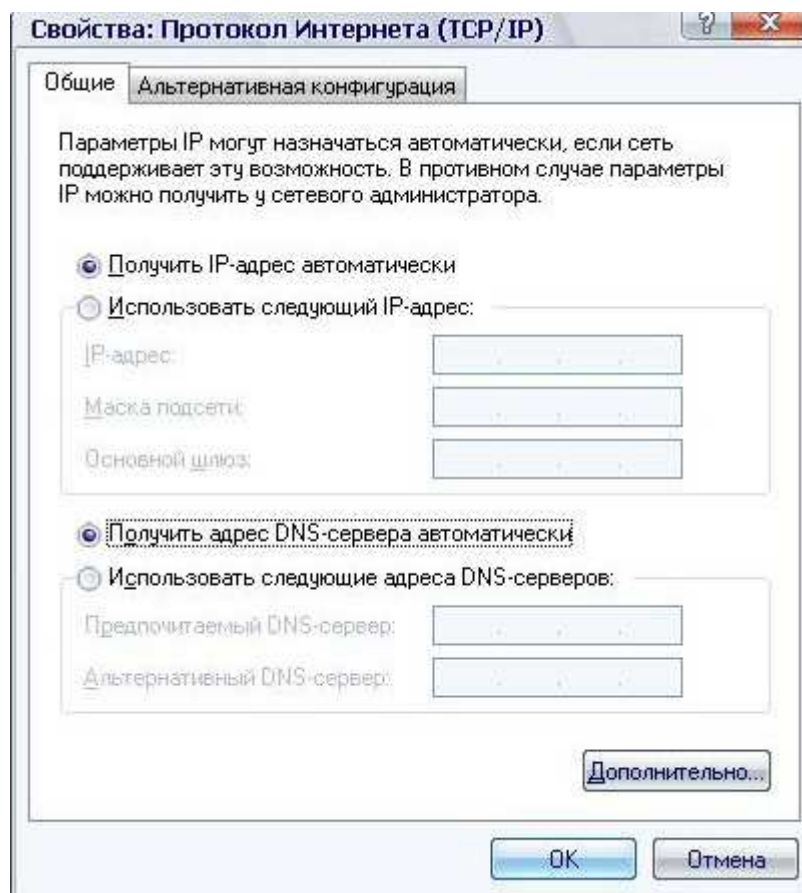 Свойства: Протокол Интернета (TCP/IP)
?
Общие
Альтернативная конфигурация
Параметры IP могут назначаться автоматически, если сеть
поддерживает эту возможность. В противном случае параметры
IP можно получить у сетевого администратора.
Получить IP-адрес автоматически
Использовать следующий IP-адрес:
IP-адрес:
Маска подсети:
Основной шлюз:
Получить адрес DNS-сервера автоматически
Использовать следующие адреса DNS-серверов:
Предпочитаемый DNS-сервер:
Альтернативный DNS-сервер:
Дополнительно...
OK
Отмена